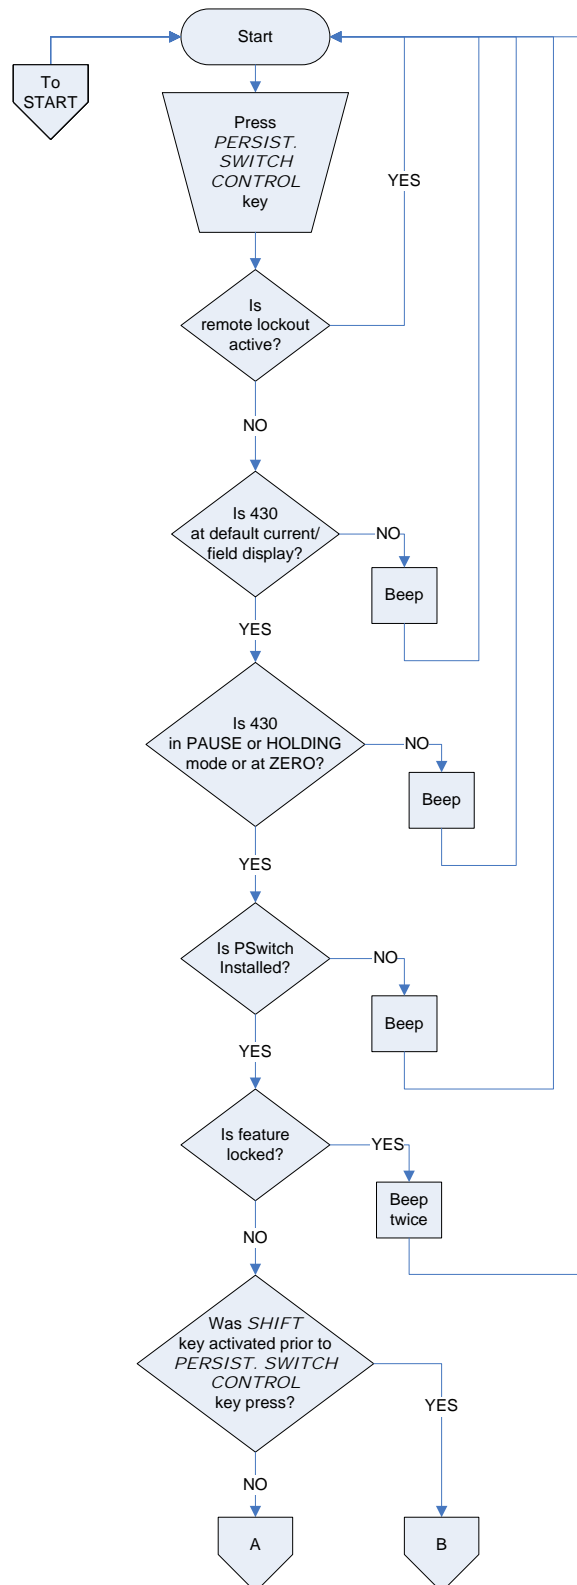 Start
To
START
Press
PERSIST.
SWITCH
CONTROL
key
YES
Is
remote lockout
active?
NO
Is 430
at default current/
field display?
NO
Beep
YES
Is 430
in PAUSE or HOLDING
mode or at ZERO?
NO
Beep
YES
Is PSwitch
Installed?
NO
Beep
YES
Is feature
locked?
YES
Beep
twice
NO
Was SHIFT
key activated prior to
PERSIST. SWITCH
CONTROL
key press?
YES
NO
A
B